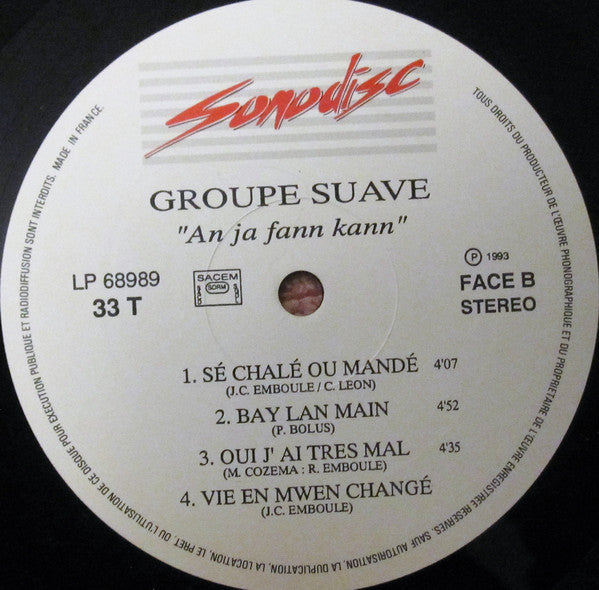 Sonodisc
GROUPE SUAVE
"An ja fann kann"
LP 68989
33 T
SACEM
SDRM
℗ 1993
FACE B
STEREO
1. SÉ CHALÉ OU MANDÉ 4'07
(J.C. EMBOULE / C. LEON)
2. BAY LAN MAIN 4'52
(P. BOLUS)
3. OUI J' AI TRES MAL 4'35
(M. COZEMA : R. EMBOULE)
4. VIE EN MWEN CHANGÉ
(J.C. EMBOULE)
TOUS DROITS DU PRODUCTEUR DE L'ŒUVRE PHONOGRAPHIQUE ET DU PROPRIETAIRE DE L'ŒUVRE ENREGISTREE RESERVES. SAUF AUTORISATION, LA DUPLICATION, LA LOCATION, LE PRET, OU L'UTILISATION DE CE DISQUE POUR EXECUTION PUBLIQUE ET RADIODIFFUSION SONT INTERDITS. MADE IN FRANCE.